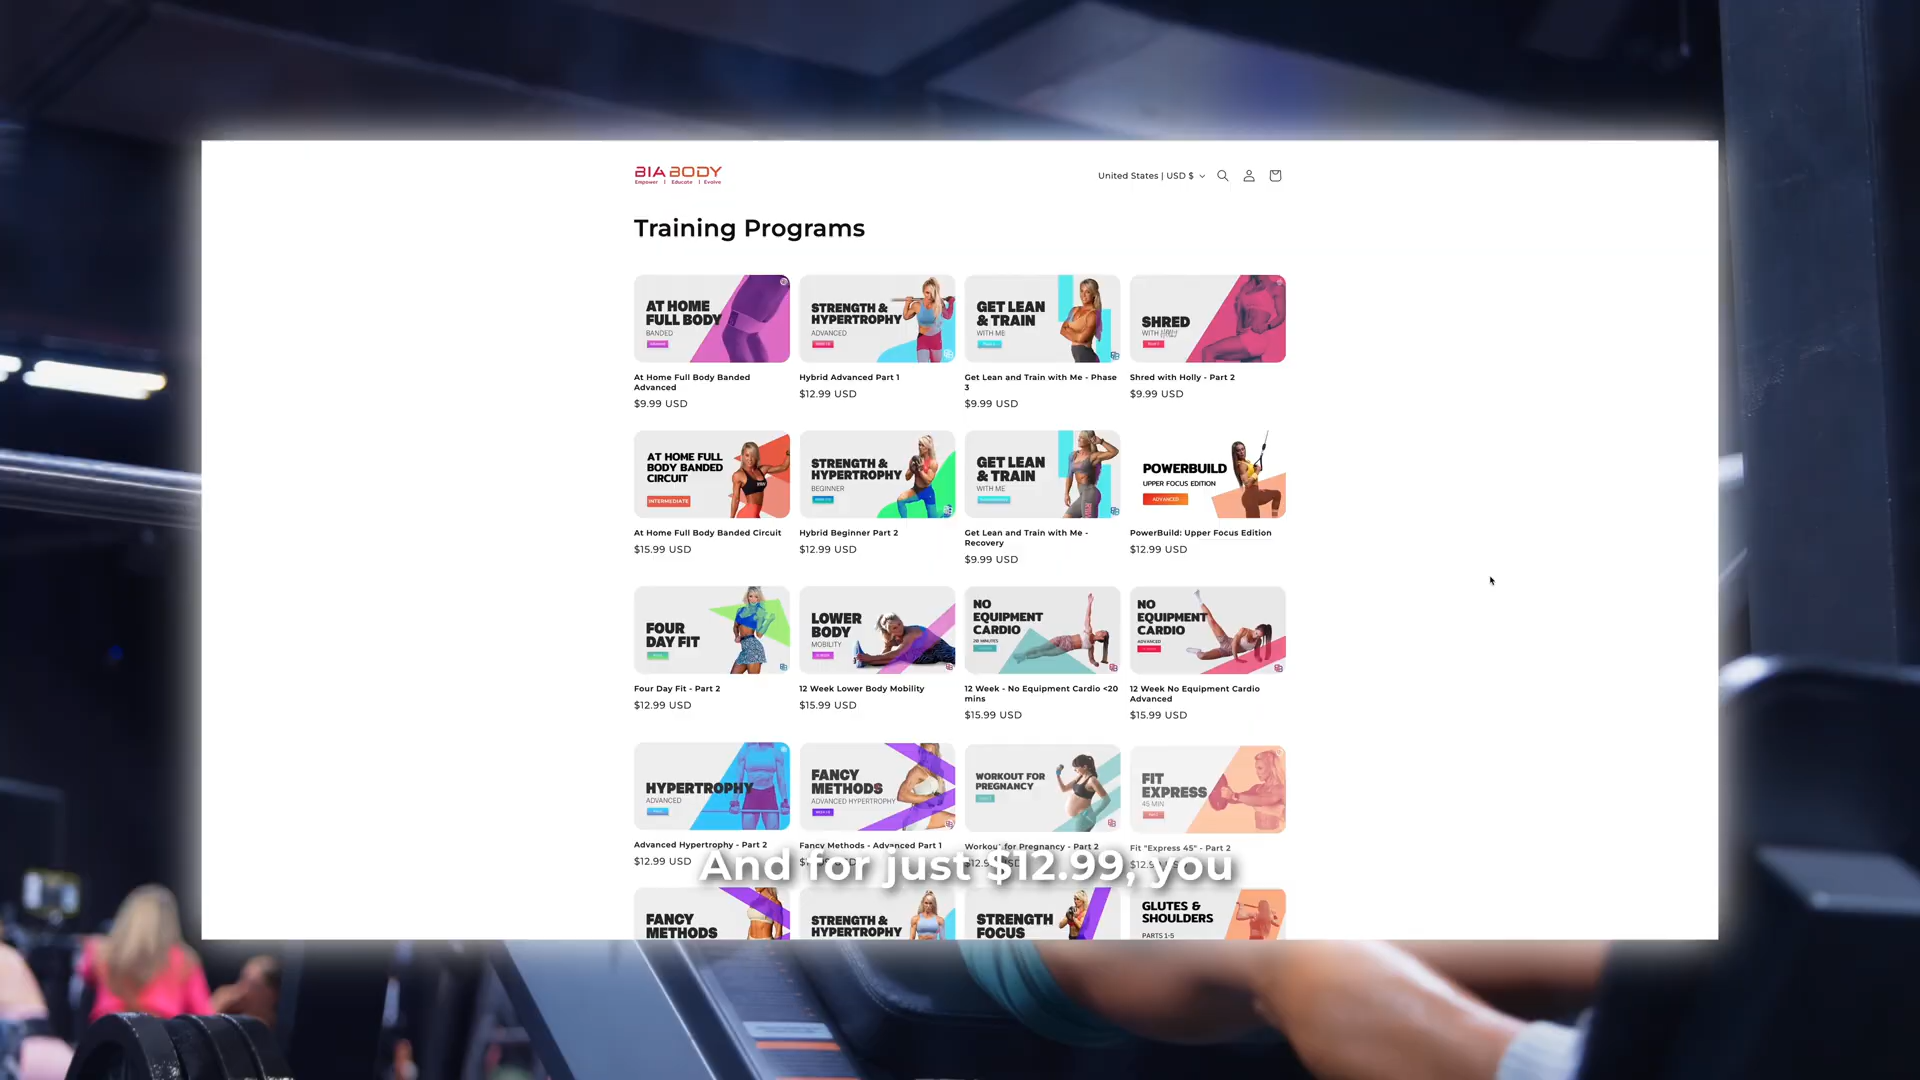 BIA BODY
Empower | Educate | Evolve
United States | USD $
Training Programs
AT HOME
FULL BODY
BANDED
STRENGTH &
HYPERTROPHY
ADVANCED
GET LEAN
& TRAIN
WITH ME
SHRED
WITH
At Home Full Body Banded
Advanced
$9.99 USD
Hybrid Advanced Part 1
$12.99 USD
Get Lean and Train with Me - Phase
3
$9.99 USD
Shred with Holly - Part 2
$9.99 USD
AT HOME FULL
BODY BANDED
CIRCUIT
INTERMEDIATE
STRENGTH &
HYPERTROPHY
BEGINNER
GET LEAN
& TRAIN
WITH ME
POWERBUILD
UPPER FOCUS EDITION
ADVANCED
At Home Full Body Banded Circuit
$15.99 USD
Hybrid Beginner Part 2
$12.99 USD
Get Lean and Train with Me -
Recovery
$9.99 USD
PowerBuild: Upper Focus Edition
$12.99 USD
FOUR
DAY FIT
LOWER
BODY
MOBILITY
NO
EQUIPMENT
CARDIO
20 MINUTES
NO
EQUIPMENT
CARDIO
ADVANCED
Four Day Fit - Part 2
$12.99 USD
12 Week Lower Body Mobility
$15.99 USD
12 Week - No Equipment Cardio <20
mins
$15.99 USD
12 Week No Equipment Cardio
Advanced
$15.99 USD
HYPERTROPHY
ADVANCED
FANCY
METHODS
ADVANCED HYPERTROPHY
WORKOUT FOR
PREGNANCY
FIT
EXPRESS
45 MIN
Advanced Hypertrophy - Part 2
$12.99 USD
Fancy Methods - Advanced Part 1
Workout for Pregnancy - Part 2
Fit "Express 45" - Part 2
And for just $12.99, you
FANCY
METHODS
STRENGTH &
HYPERTROPHY
STRENGTH
FOCUS
GLUTES &
SHOULDERS
PARTS 1-5